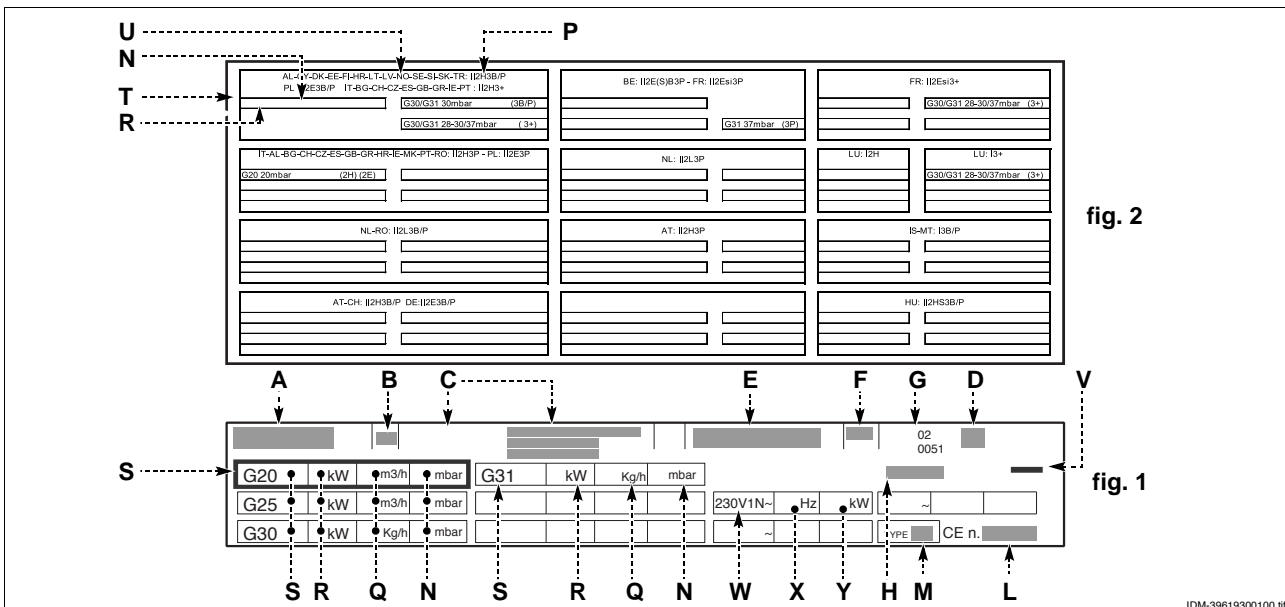 U P
N
AL-CY-DK-EE-FI-HR-LT-LV-NO-SE-SI-SK-TR: II2H3B/P
PL: II2E3B/P IT-BG-CH-CZ-ES-GB-GR-IE-PT : II2H3+
BE: II2E(S)B3P - FR: IIEsi3P
FR: II2Esi3+
T
G30/G31 30mbar (3B/P)
G30/G31 28-30/37mbar (3+)
R
G30/G31 28-30/37mbar ( 3+)
G31 37mbar (3P)
IT-AL-BG-CH-CZ-ES-GB-GR-HR-IE-MK-PT-RO: II2H3P - PL: II2E3P
NL: II2L3P
LU: I2H
LU: I3+
G20 20mbar (2H) (2E)
G30/G31 28-30/37mbar (3+)
fig. 2
NL-RO: II2L3B/P
AT: II2H3P
IS-MT: I3B/P
AT-CH: II2H3B/P DE:II2E3B/P
HU: II2HS3B/P
A B C E F G D V
02
0051
S
G20 kW m3/h mbar G31 kW Kg/h mbar
fig. 1
G25 kW m3/h mbar 230V1N~ Hz kW ~
G30 kW Kg/h mbar ~ TYPE CE n.
S R Q N S R Q N W X Y H M L
IDM-39619300100.tif